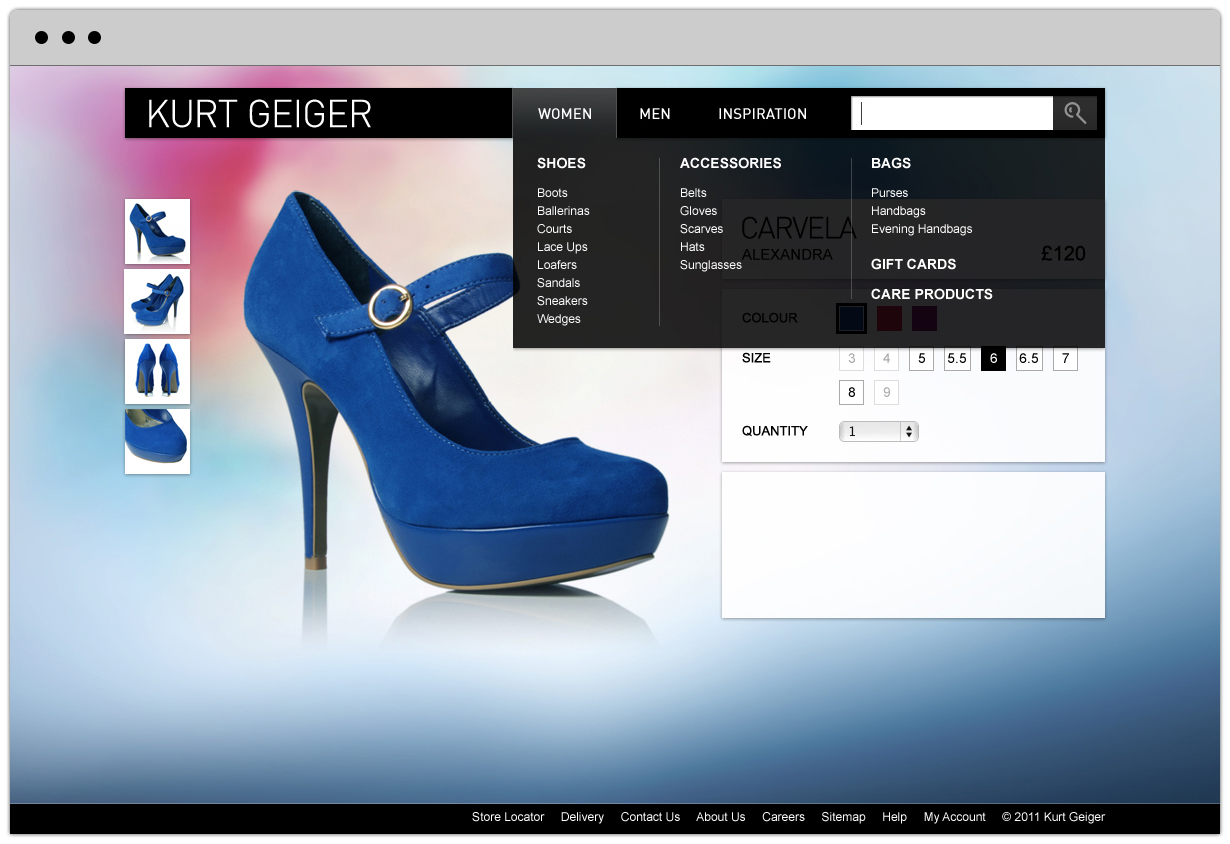 KURT GEIGER
WOMEN MEN INSPIRATION
SHOES
Boots
Ballerinas
Courts
Lace Ups
Loafers
Sandals
Sneakers
Wedges
ACCESSORIES
Belts
Gloves
Scarves
Hats
Sunglasses
BAGS
Purses
Handbags
Evening Handbags
GIFT CARDS
CARE PRODUCTS
CARVELA
ALEXANDRA
£120
COLOUR
SIZE 3 4 5 5.5 6 6.5 7
8 9
QUANTITY 1
Store Locator Delivery Contact Us About Us Careers Sitemap Help My Account © 2011 Kurt Geiger